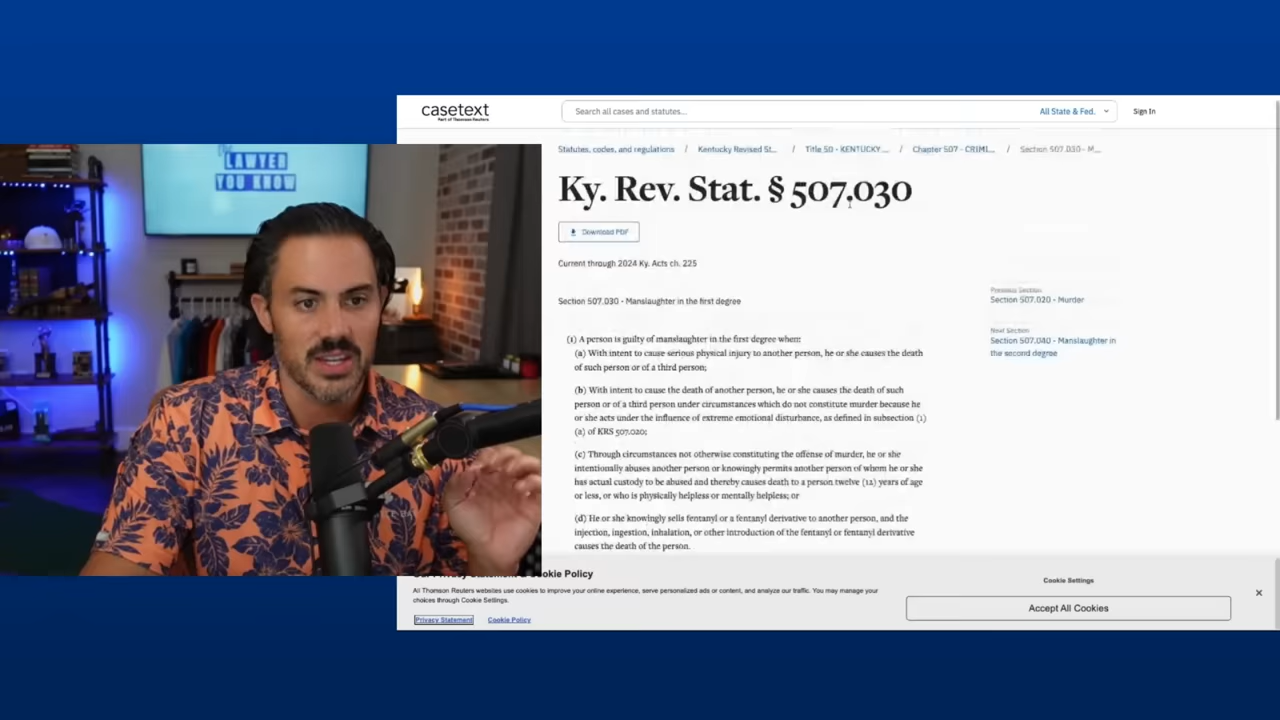 LAWYER
YOU KNOW
casetext
Part of Thomson Reuters
Search all cases and statutes...
All State & Fed.
Sign In
Statutes, codes, and regulations / Kentucky Revised St... / Title 50 - KENTUCKY ... / Chapter 507 - CRIMI... / Section 507.030 - M...
Ky. Rev. Stat. § 507.030
Download PDF
Current through 2024 Ky. Acts ch. 225
Section 507.030 - Manslaughter in the first degree
(1) A person is guilty of manslaughter in the first degree when:
(a) With intent to cause serious physical injury to another person, he or she causes the death
of such person or of a third person;
(b) With intent to cause the death of another person, he or she causes the death of such
person or of a third person under circumstances which do not constitute murder because he
or she acts under the influence of extreme emotional disturbance, as defined in subsection (1)
(a) of KRS 507.020;
(c) Through circumstances not otherwise constituting the offense of murder, he or she
intentionally abuses another person or knowingly permits another person of whom he or she
has actual custody to be abused and thereby causes death to a person twelve (12) years of age
or less, or who is physically helpless or mentally helpless; or
(d) He or she knowingly sells fentanyl or a fentanyl derivative to another person, and the
injection, ingestion, inhalation, or other introduction of the fentanyl or fentanyl derivative
causes the death of the person.
Previous Section
Section 507.020 - Murder
Next Section
Section 507.040 - Manslaughter in
the second degree
Privacy Statement & Cookie Policy
All Thomson Reuters websites use cookies to improve your online experience, serve personalized ads or content, and analyze our traffic. You may manage your
choices through Cookie Settings.
Privacy Statement
Cookie Policy
Cookie Settings
Accept All Cookies